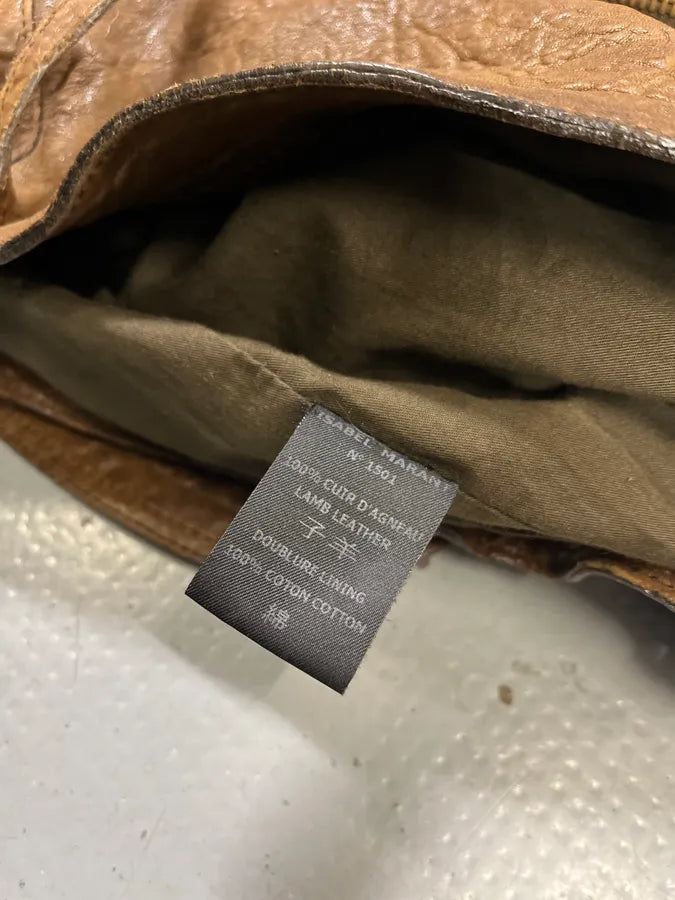 ISABEL MARANT
N° 1501
100% CUIR D'AGNEAU
LAMB LEATHER
子羊
DOUBLURE LINING
100% COTON COTTON
綿